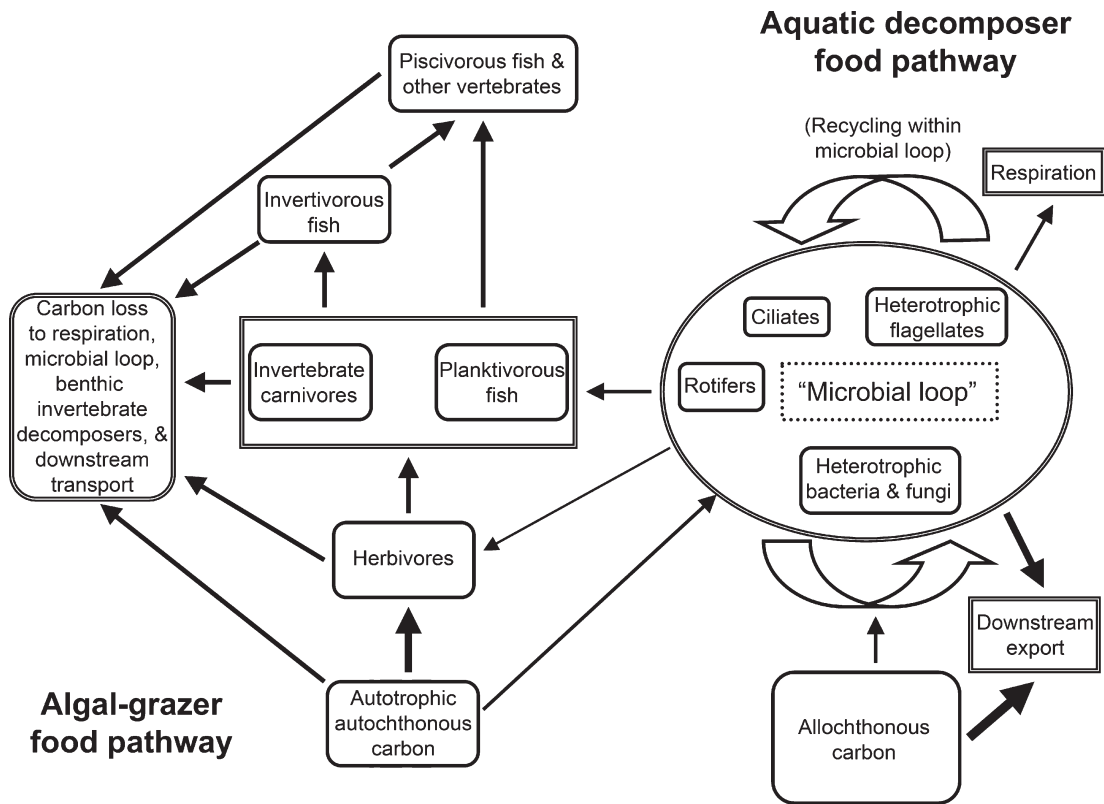 Aquatic decomposer
food pathway
Piscivorous fish &
other vertebrates
(Recycling within
microbial loop)
Respiration
Invertivorous
fish
Carbon loss
to respiration,
microbial loop,
benthic
invertebrate
decomposers, &
downstream
transport
Invertebrate
carnivores
Planktivorous
fish
Ciliates
Heterotrophic
flagellates
Rotifers
“Microbial loop”
Heterotrophic
bacteria & fungi
Herbivores
Downstream
export
Algal-grazer
food pathway
Autotrophic
autochthonous
carbon
Allochthonous
carbon